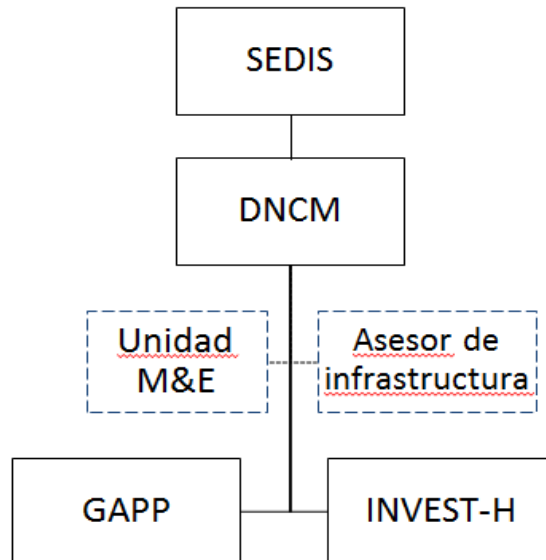 SEDIS
DNCM
Unidad
M&E
Asesor de
infrastructura
GAPP
INVEST-H